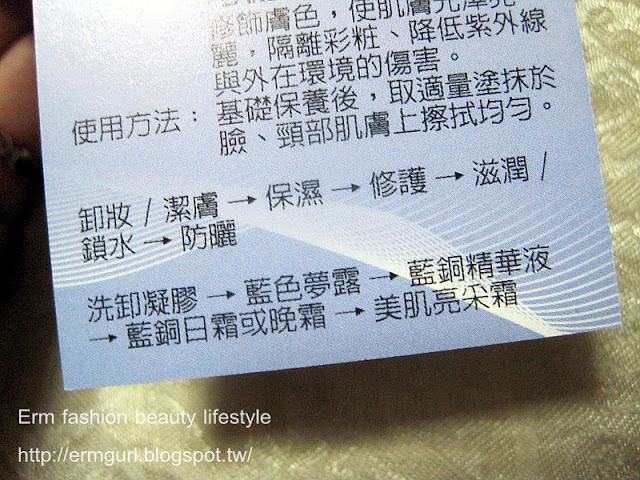 修飾膚色，使肌膚光澤亮
麗，隔離彩粧、降低紫外線
與外在環境的傷害。
使用方法：基礎保養後，取適量塗抹於
臉、頸部肌膚上擦拭均勻。
卸妝 / 潔膚 → 保濕 → 修護 → 滋潤 /
鎖水 → 防曬
洗卸凝膠 → 藍色夢露 → 藍銅精華液
→ 藍銅日霜或晚霜 → 美肌亮采霜
Erm fashion beauty lifestyle
http://ermgurl.blogspot.tw/